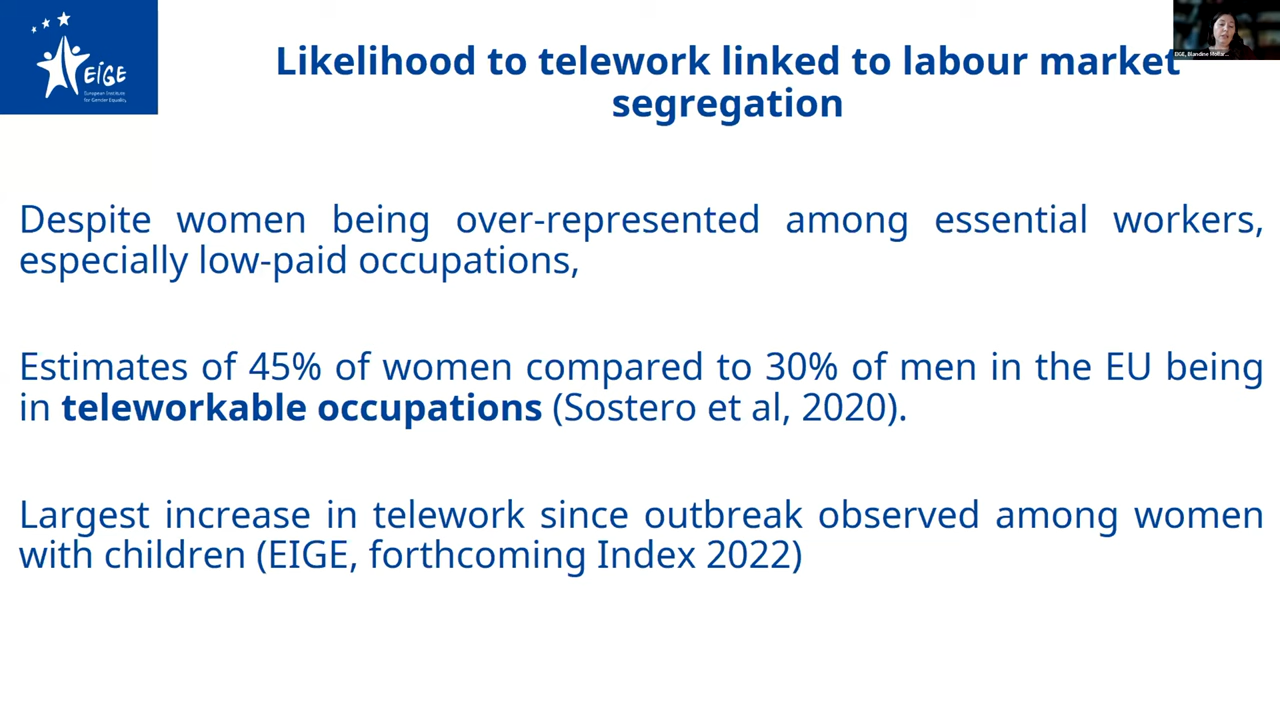 EIGE
European Institute
for Gender Equality
Likelihood to telework linked to labour market
segregation
EIGE, Blandine Mollar...
Despite women being over-represented among essential workers,
especially low-paid occupations,
Estimates of 45% of women compared to 30% of men in the EU being
in teleworkable occupations (Sostero et al, 2020).
Largest increase in telework since outbreak observed among women
with children (EIGE, forthcoming Index 2022)